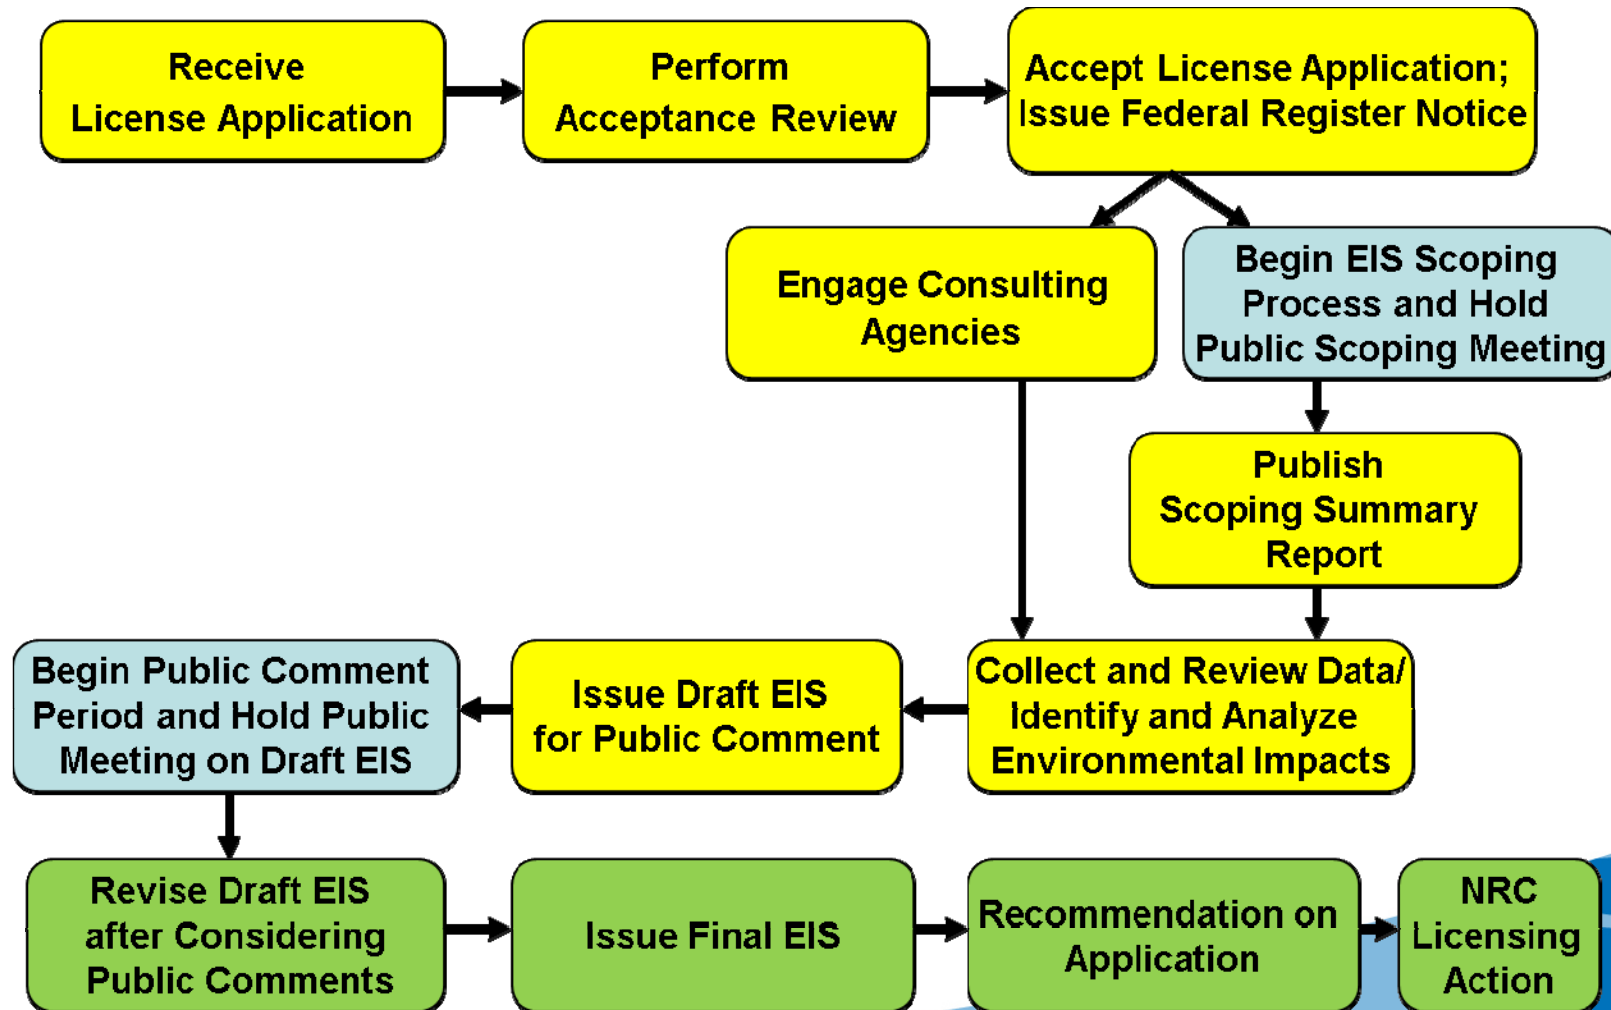 Receive
License Application
Perform
Acceptance Review
Accept License Application;
Issue Federal Register Notice
Engage Consulting
Agencies
Begin EIS Scoping
Process and Hold
Public Scoping Meeting
Publish
Scoping Summary
Report
Collect and Review Data/
Identify and Analyze
Environmental Impacts
Issue Draft EIS
for Public Comment
Begin Public Comment
Period and Hold Public
Meeting on Draft EIS
Revise Draft EIS
after Considering
Public Comments
Issue Final EIS
Recommendation on
Application
NRC
Licensing
Action